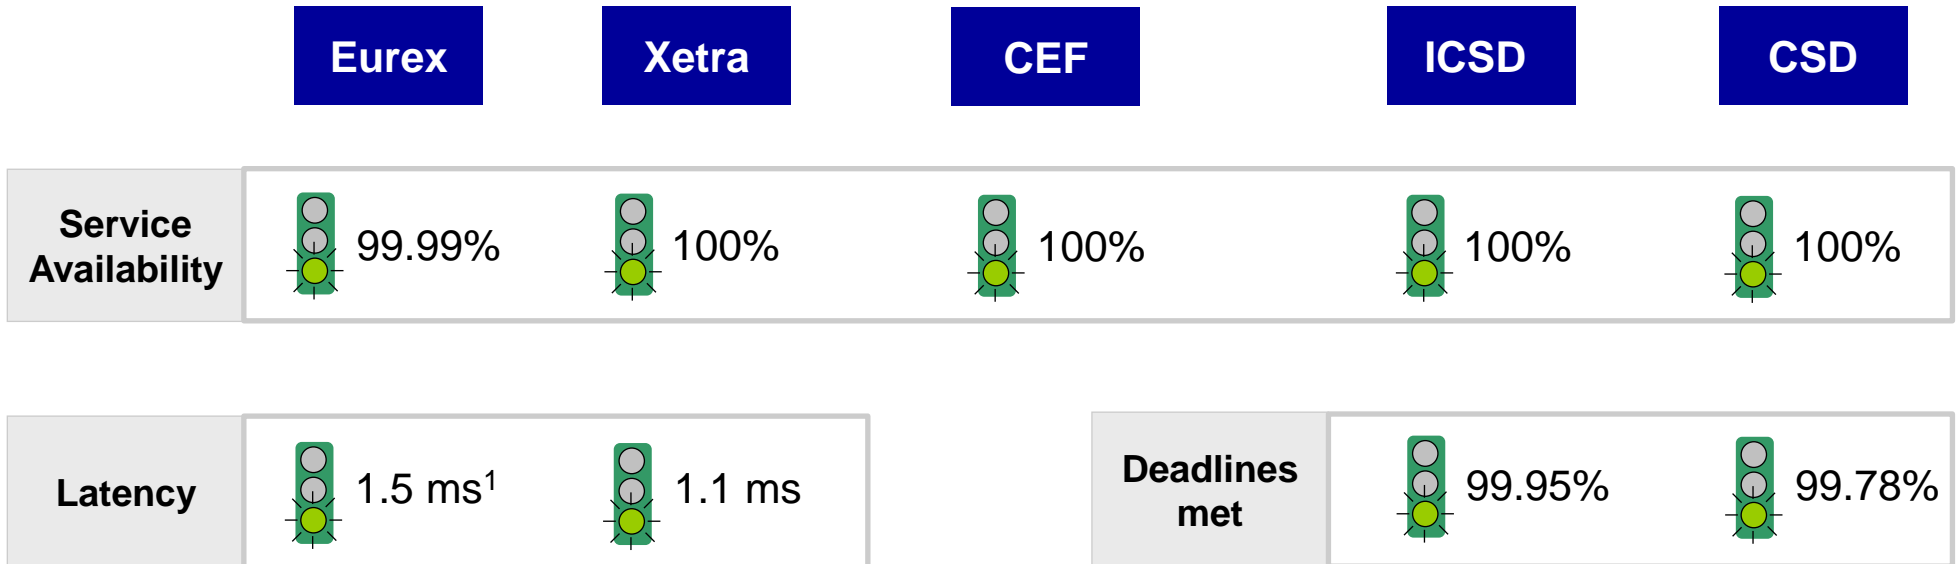 Eurex Xetra CEF ICSD CSD
Service
Availability
99.99% 100% 100% 100% 100%
Latency
1.5 ms¹ 1.1 ms
Deadlines
met
99.95% 99.78%